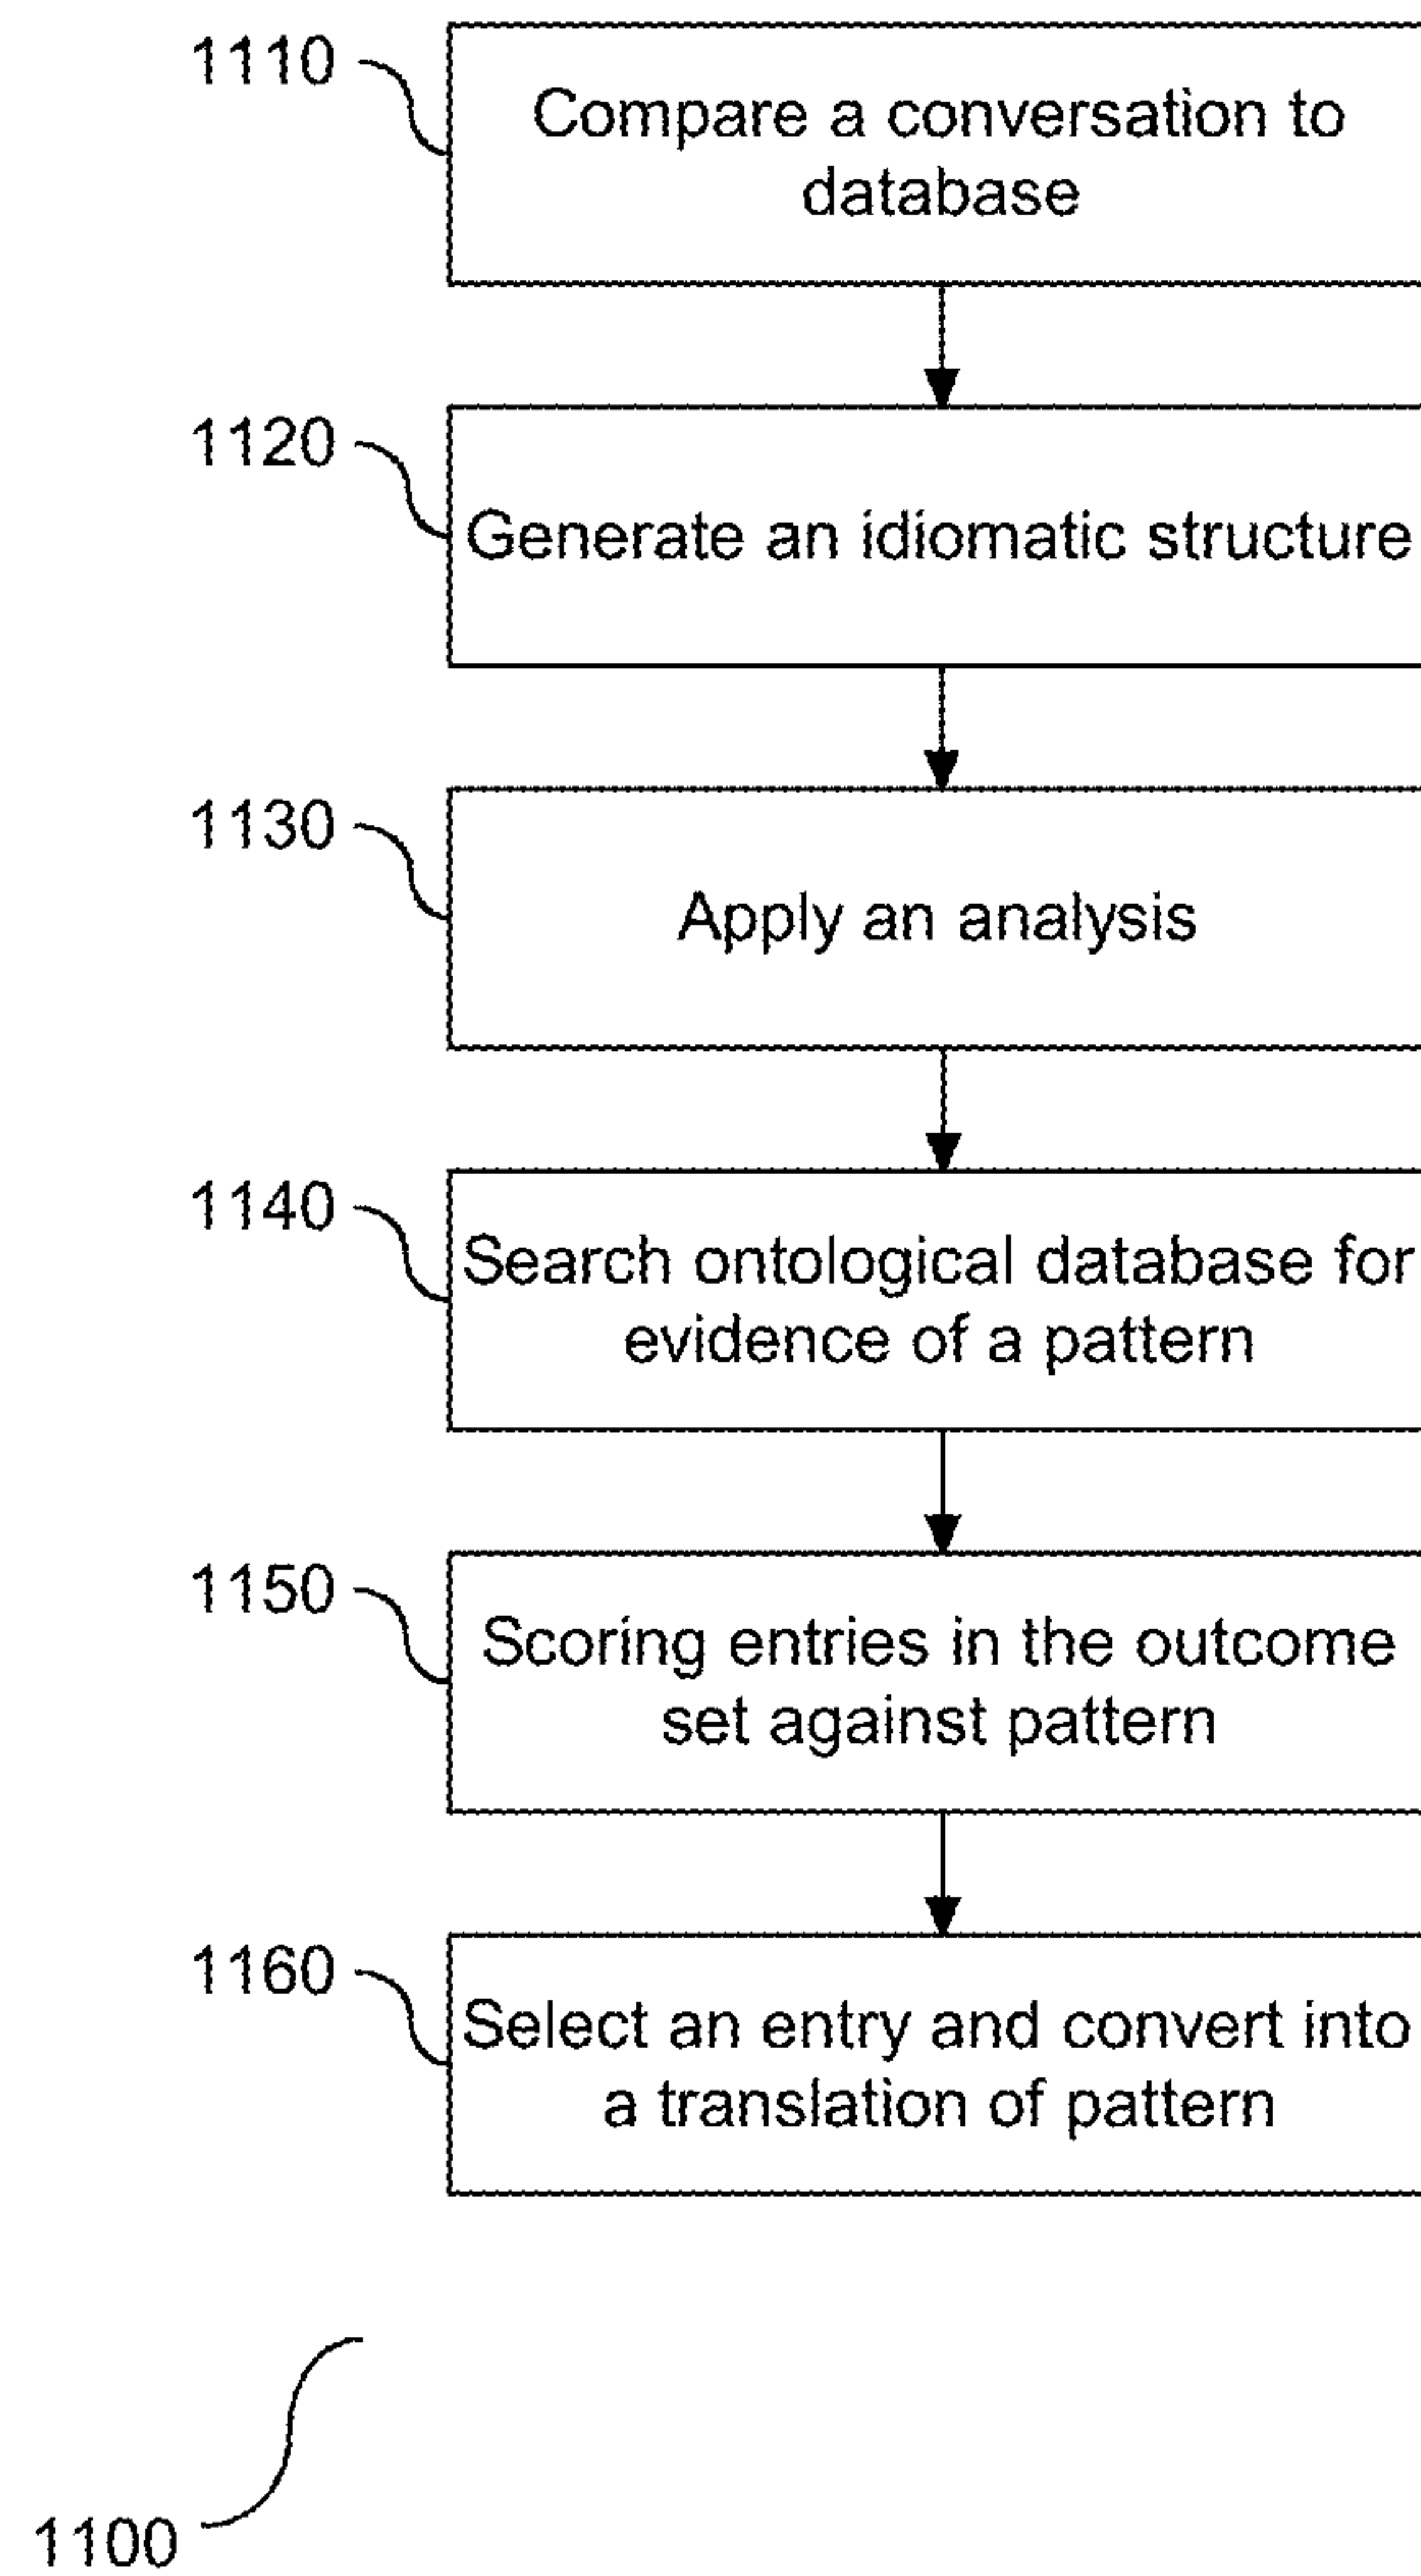 1110
Compare a conversation to
database
1120
Generate an idiomatic structure
1130
Apply an analysis
1140
Search ontological database for
evidence of a pattern
1150
Scoring entries in the outcome
set against pattern
1160
Select an entry and convert into
a translation of pattern
1100